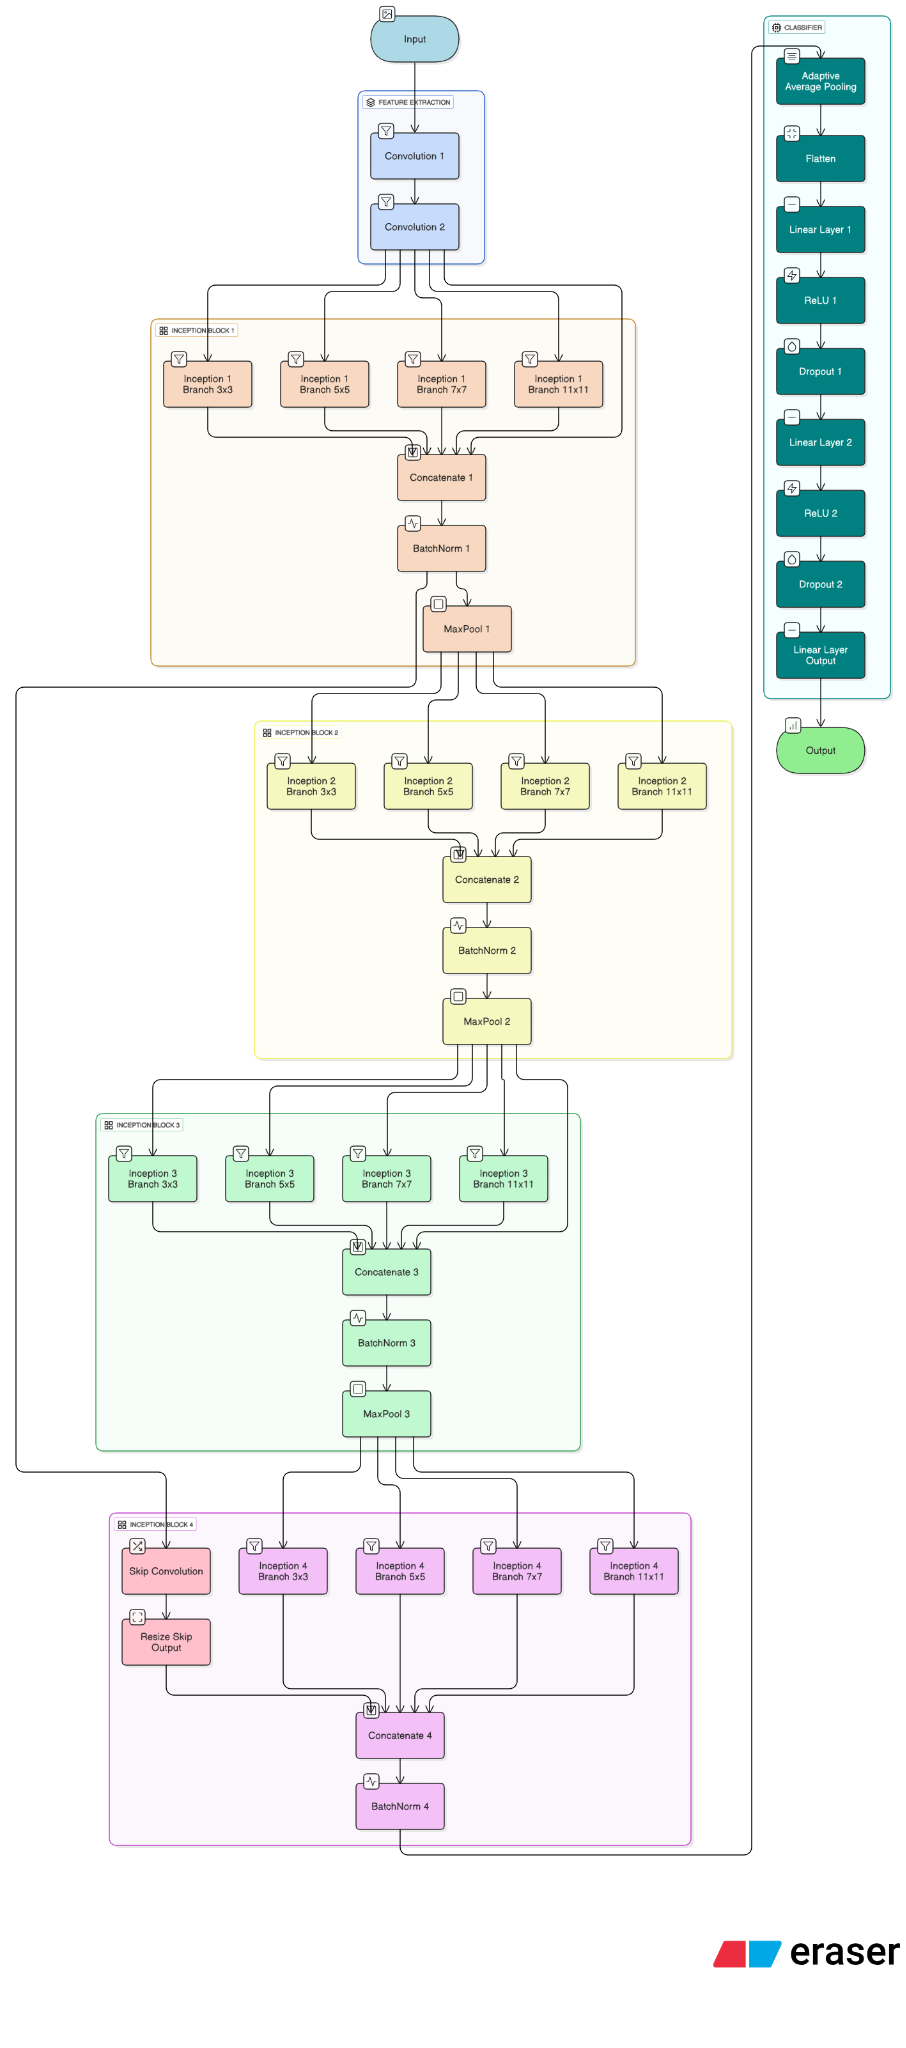 Input
FEATURE EXTRACTION
Convolution 1
Convolution 2
INCEPTION BLOCK 1
Inception 1
Branch 3x3
Inception 1
Branch 5x5
Inception 1
Branch 7x7
Inception 1
Branch 11x11
Concatenate 1
BatchNorm 1
MaxPool 1
INCEPTION BLOCK 2
Inception 2
Branch 3x3
Inception 2
Branch 5x5
Inception 2
Branch 7x7
Inception 2
Branch 11x11
Concatenate 2
BatchNorm 2
MaxPool 2
INCEPTION BLOCK 3
Inception 3
Branch 3x3
Inception 3
Branch 5x5
Inception 3
Branch 7x7
Inception 3
Branch 11x11
Concatenate 3
BatchNorm 3
MaxPool 3
INCEPTION BLOCK 4
Skip Convolution
Inception 4
Branch 3x3
Inception 4
Branch 5x5
Inception 4
Branch 7x7
Inception 4
Branch 11x11
Resize Skip
Output
Concatenate 4
BatchNorm 4
CLASSIFIER
Adaptive
Average Pooling
Flatten
Linear Layer 1
ReLU 1
Dropout 1
Linear Layer 2
ReLU 2
Dropout 2
Linear Layer
Output
Output
eraser